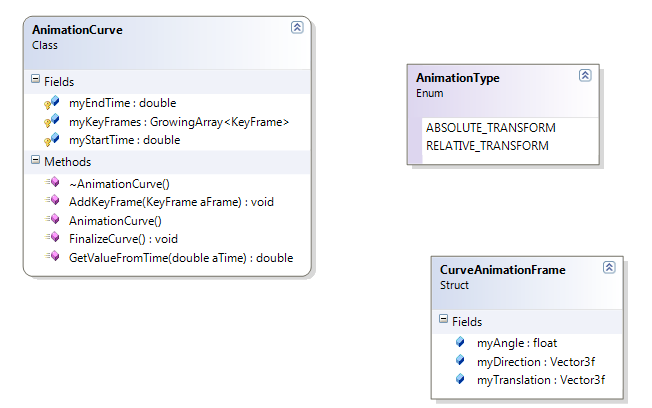 AnimationCurve
Class
Fields
myEndTime : double
myKeyFrames : GrowingArray<KeyFrame>
myStartTime : double
Methods
~AnimationCurve()
AddKeyFrame(KeyFrame aFrame) : void
AnimationCurve()
FinalizeCurve() : void
GetValueFromTime(double aTime) : double
AnimationType
Enum
ABSOLUTE_TRANSFORM
RELATIVE_TRANSFORM
CurveAnimationFrame
Struct
Fields
myAngle : float
myDirection : Vector3f
myTranslation : Vector3f